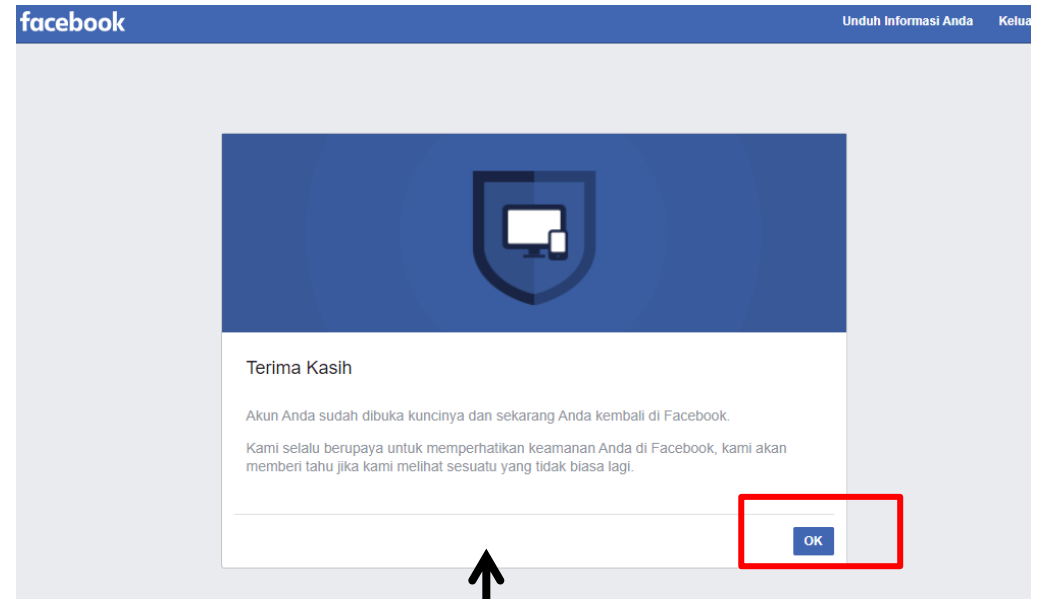 facebook
Unduh Informasi Anda
Terima Kasih
Akun Anda sudah dibuka kuncinya dan sekarang Anda kembali di Facebook.
Kami selalu berupaya untuk memperhatikan keamanan Anda di Facebook, kami akan
memberi tahu jika kami melihat sesuatu yang tidak biasa lagi.
OK